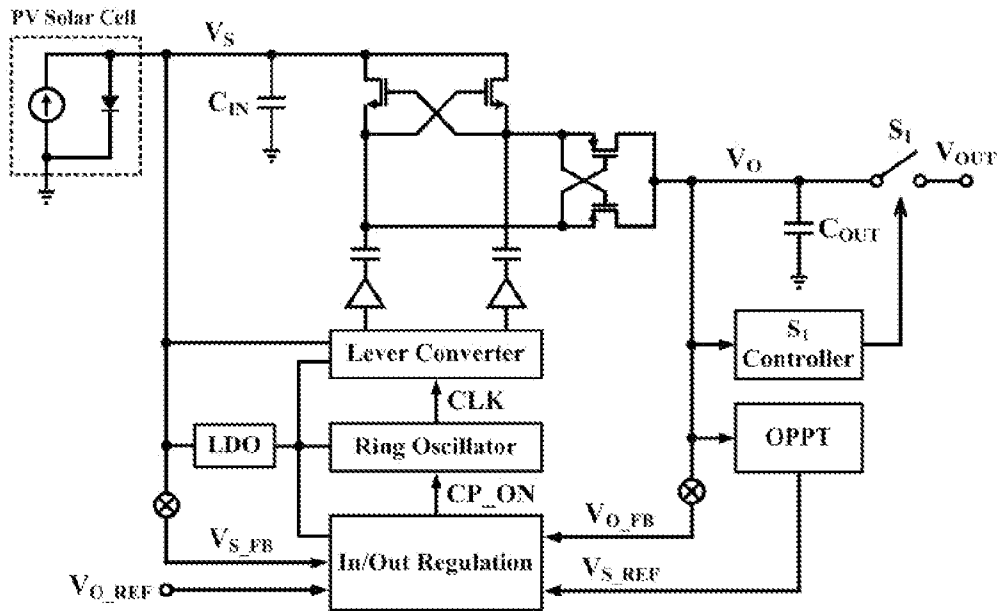 PV Solar Cell
V_S
C_IN
S_1
V_O
V_OUT
C_OUT
Lever Converter
S_1
Controller
CLK
LDO
Ring Oscillator
OPPT
CP_ON
V_O_FB
V_S_FB
In/Out Regulation
V_S_REF
V_O_REF